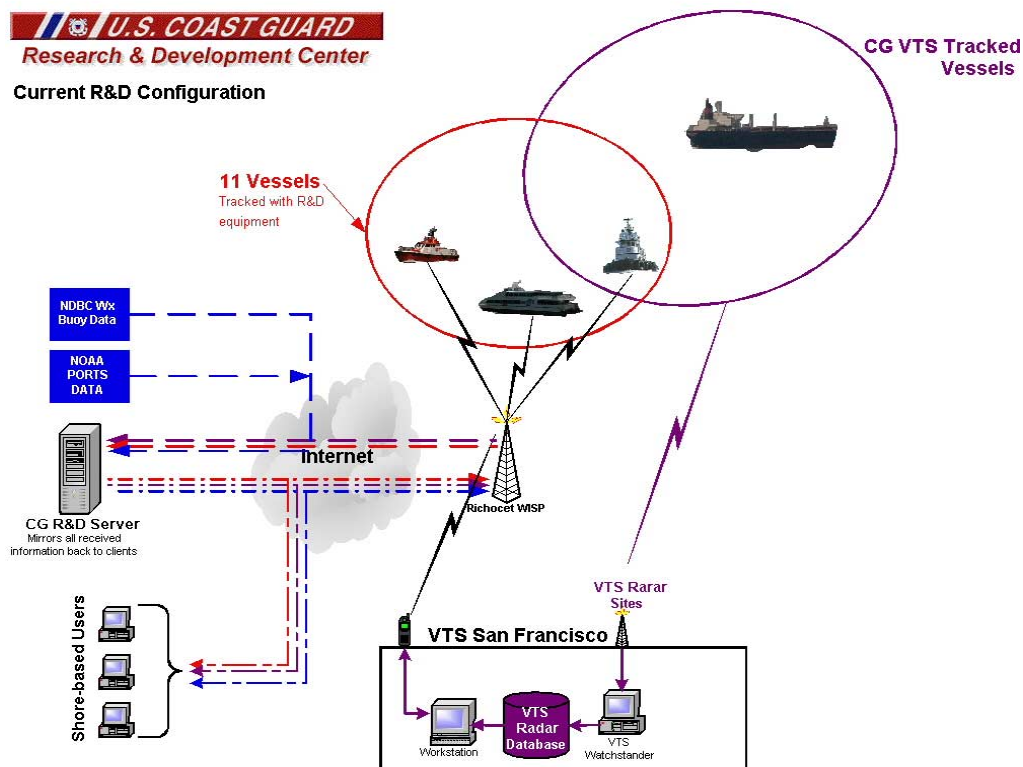 U.S. COAST GUARD
Research & Development Center
Current R&D Configuration
CG VTS Tracked
Vessels
11 Vessels
Tracked with R&D
equipment
NDBC Wx
Buoy Data
NOAA
PORTS
DATA
Internet
Richocet WISP
CG R&D Server
Mirrors all received
information back to clients
Shore-based Users
VTS Rarar
Sites
VTS San Francisco
Workstation
VTS
Radar
Database
VTS
Watchstander